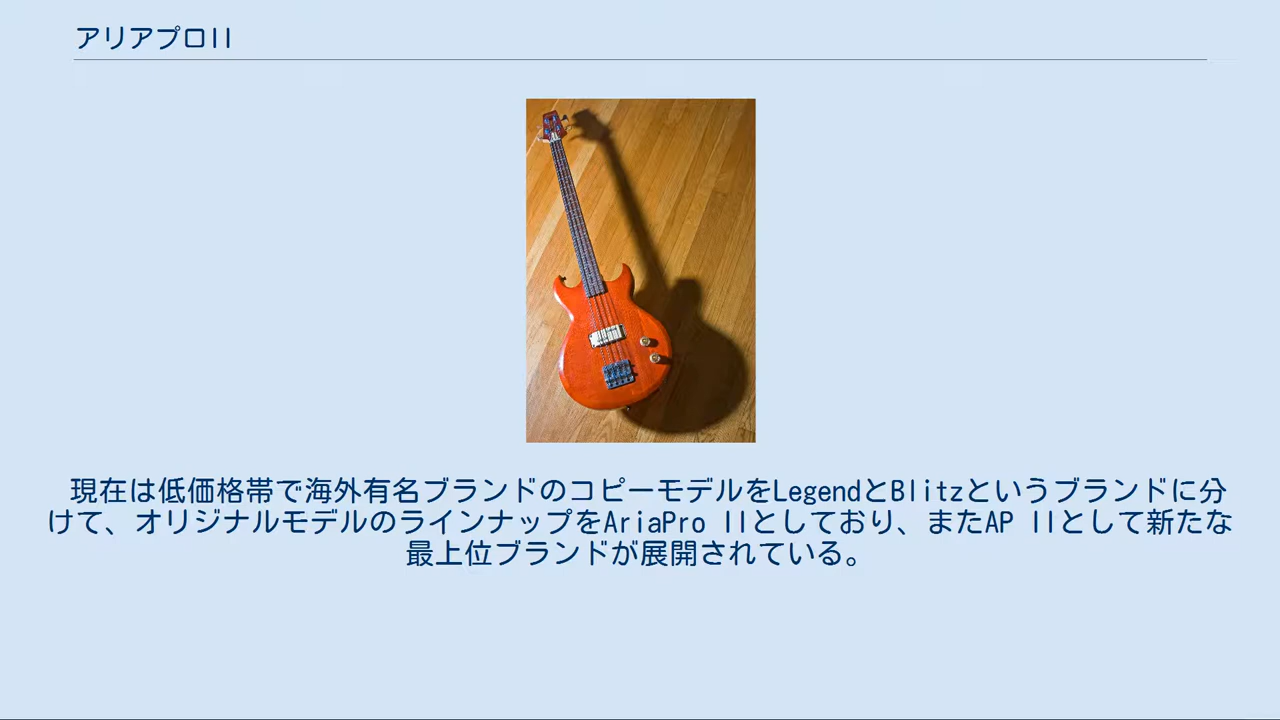 アリアプロII
現在は低価格帯で海外有名ブランドのコピーモデルをLegendとBlitzというブランドに分
けて、オリジナルモデルのラインナップをAriaPro IIとしており、またAP IIとして新たな
最上位ブランドが展開されている。